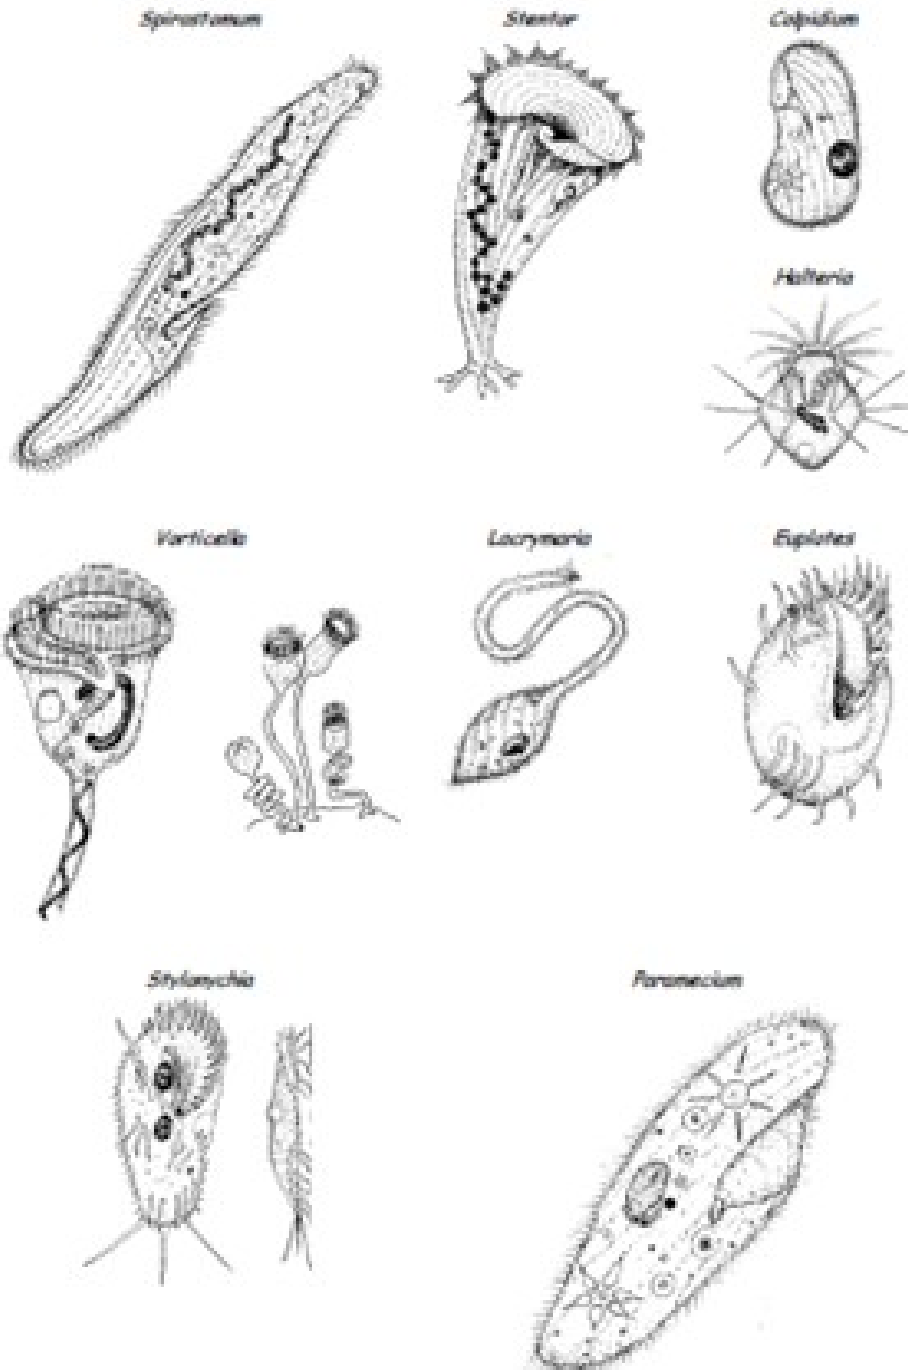 Spirostomum
Stentor
Colpidium
Halteria
Vorticella
Lacrymaria
Euplotes
Stylonychia
Paramecium